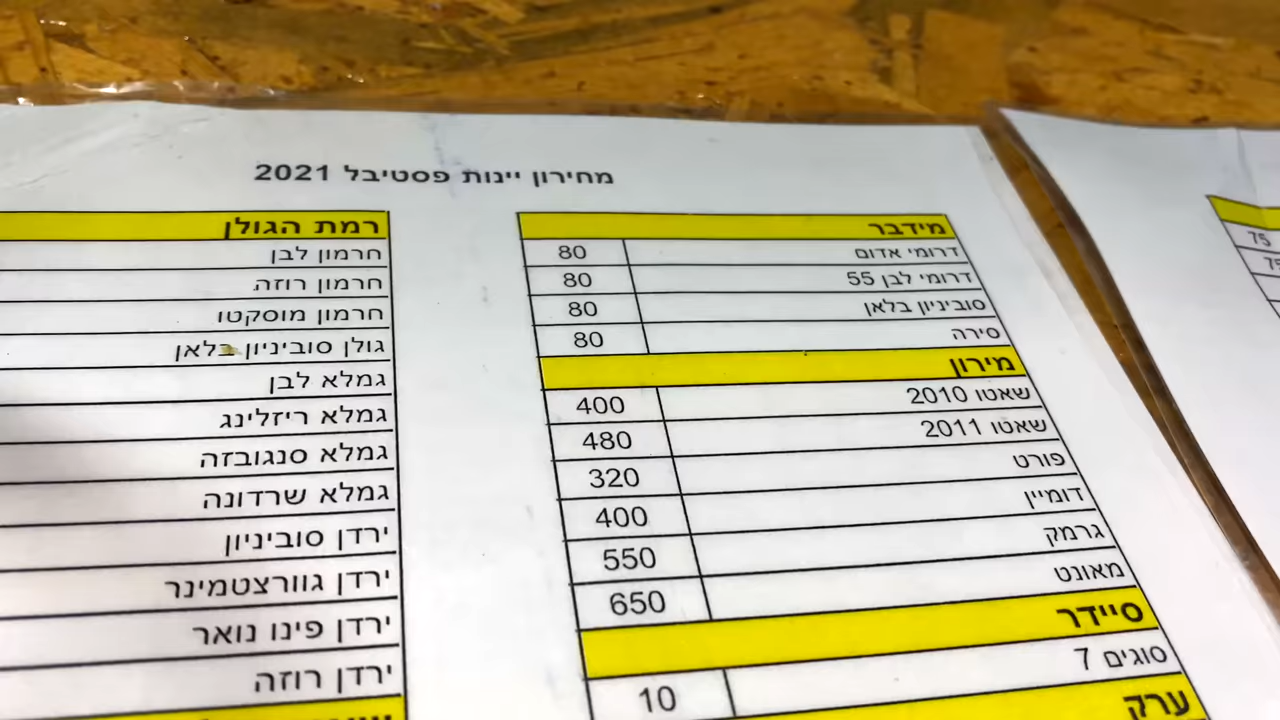 מחירון יינות פסטיבל 2021
מידבר
דרומי אדום 80
דרומי לבן 55 80
סוביניון בלאן 80
סירה 80
מירון
שאטו 2010 400
שאטו 2011 480
פורט 320
דומיין 400
גרמק 550
מאונט 650
סיידר
סוגים 7 10
ערק
רמת הגולן
חרמון לבן
חרמון רוזה
חרמון מוסקטו
גולן סוביניון בלאן
גמלא לבן
גמלא ריזלינג
גמלא סנגובזה
גמלא שרדונה
ירדן סוביניון
ירדן גוורצטמינר
ירדן פינו נואר
ירדן רוזה
75